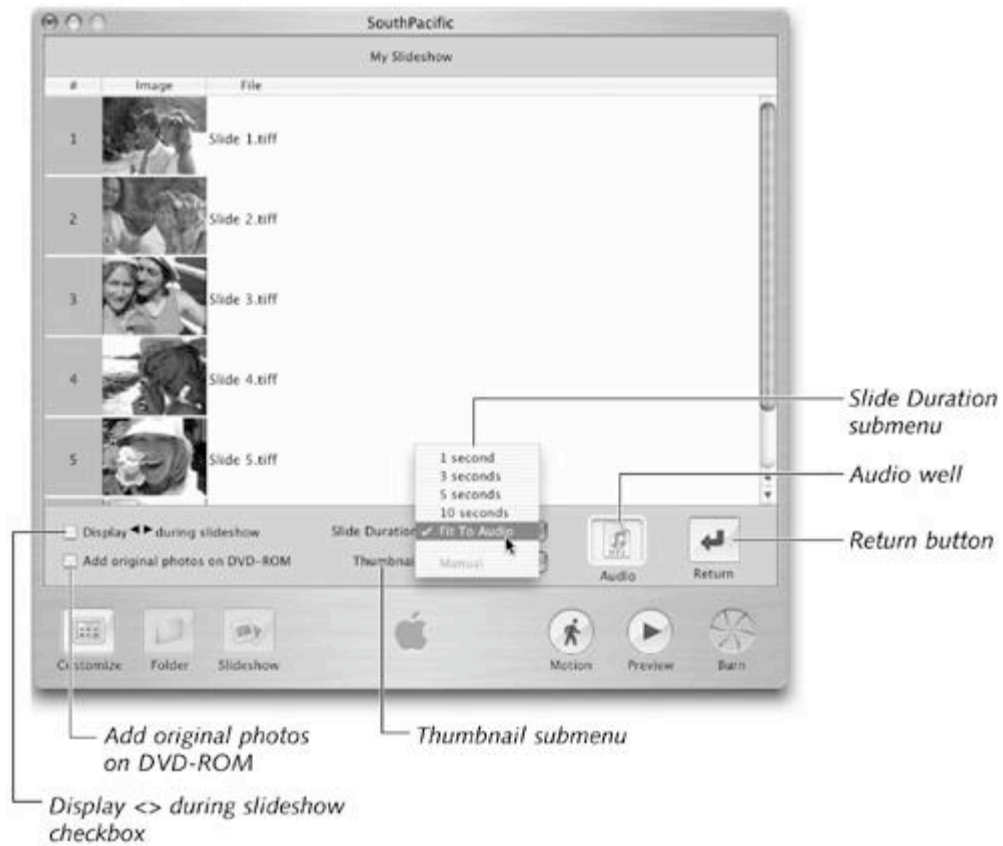 SouthPacific
My Slideshow
# Image File
1 Slide 1.tiff
2 Slide 2.tiff
3 Slide 3.tiff
4 Slide 4.tiff
5 Slide 5.tiff
Slide Duration
submenu
1 second
3 seconds
5 seconds
10 seconds
Audio well
Display ◀▶ during slideshow
Slide Duration ✓ Fit To Audio
Return button
Add original photos on DVD-ROM
Thumbnail Manual
Audio Return
Customize Folder Slideshow Motion Preview Burn
Add original photos
on DVD-ROM
Thumbnail submenu
Display <> during slideshow
checkbox